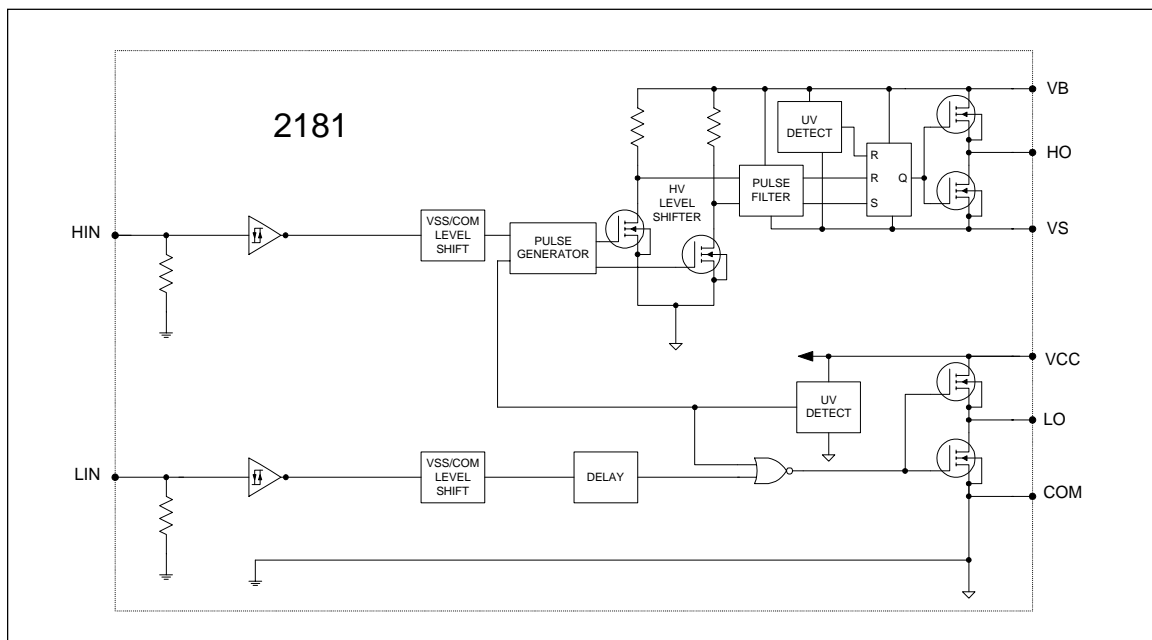 2181
VB
UV
DETECT
HO
R
R
Q
S
PULSE
FILTER
HV
LEVEL
SHIFTER
VS
HIN
VSS/COM
LEVEL
SHIFT
PULSE
GENERATOR
VCC
UV
DETECT
LO
LIN
VSS/COM
LEVEL
SHIFT
DELAY
COM